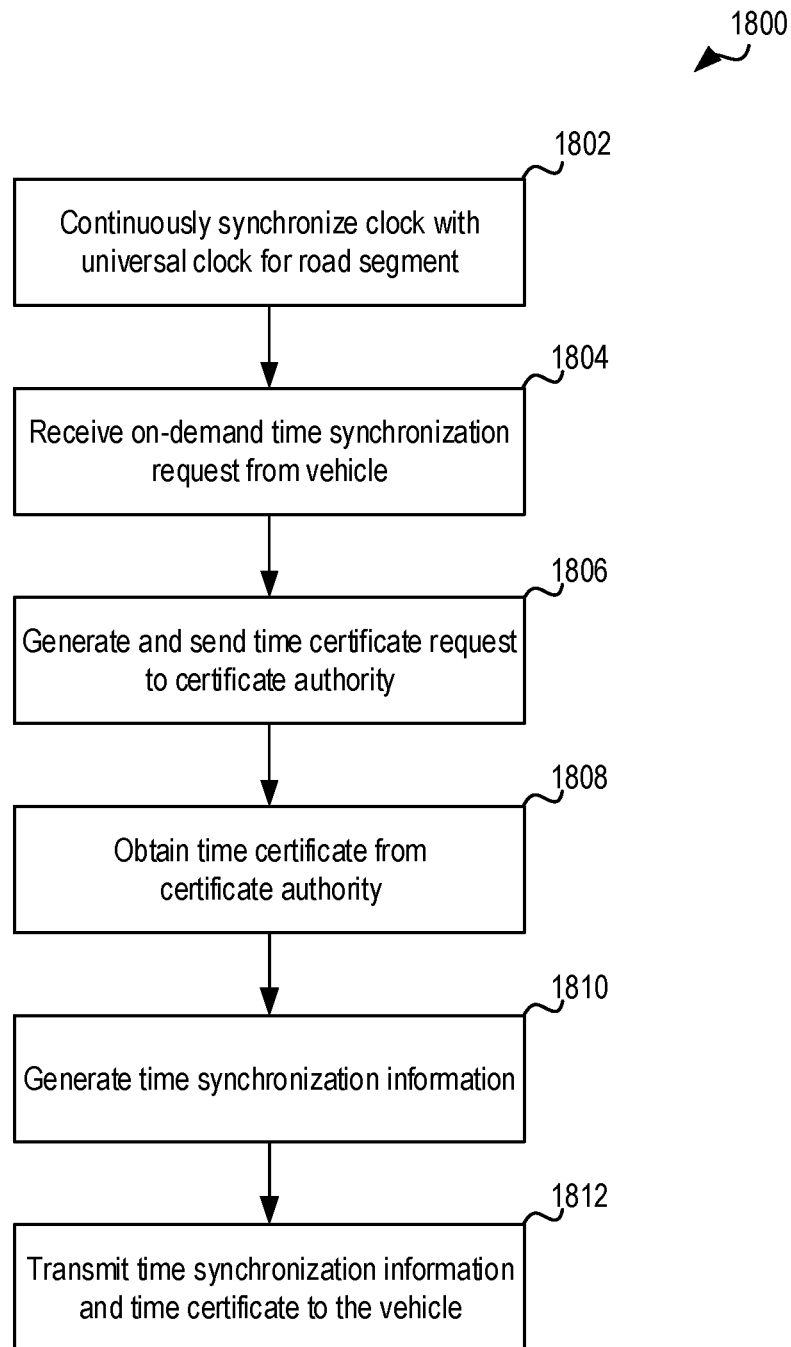 1800
1802
Continuously synchronize clock with
universal clock for road segment
1804
Receive on-demand time synchronization
request from vehicle
1806
Generate and send time certificate request
to certificate authority
1808
Obtain time certificate from
certificate authority
1810
Generate time synchronization information
1812
Transmit time synchronization information
and time certificate to the vehicle